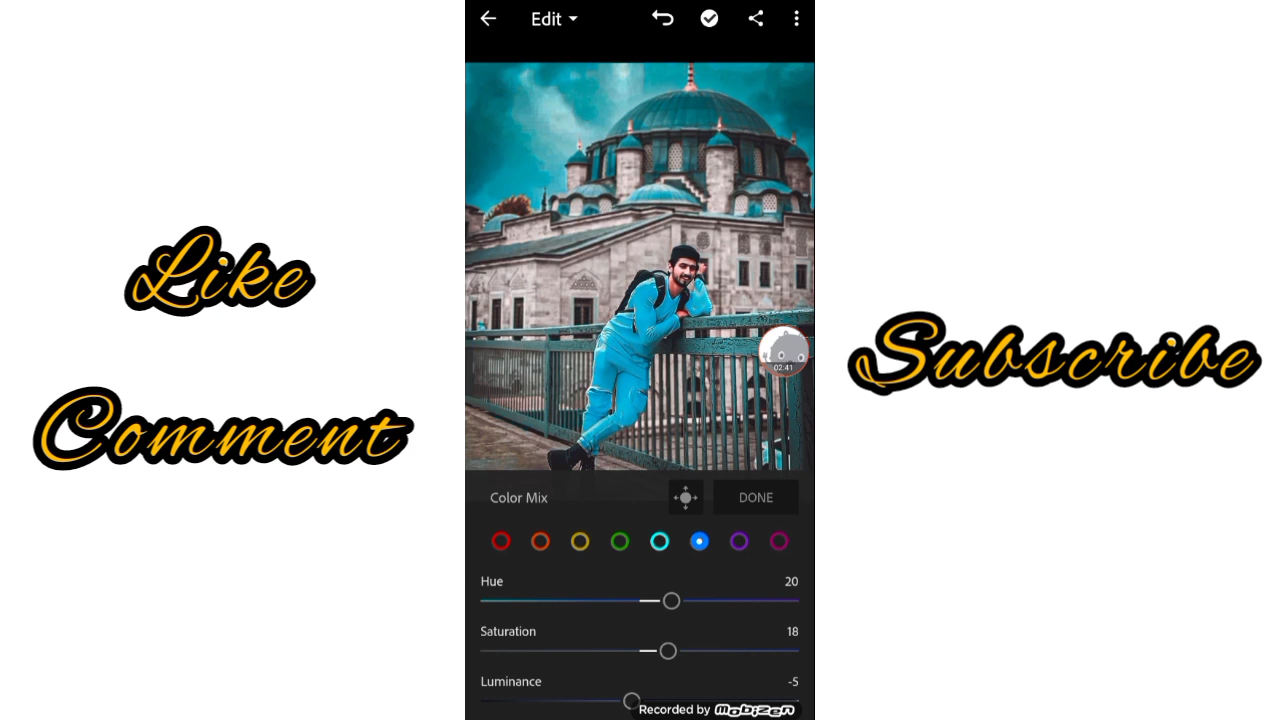 Edit
Like
Comment
Subscribe
02:41
Color Mix
DONE
Hue
20
Saturation
18
Luminance
-5
Recorded by mobizen